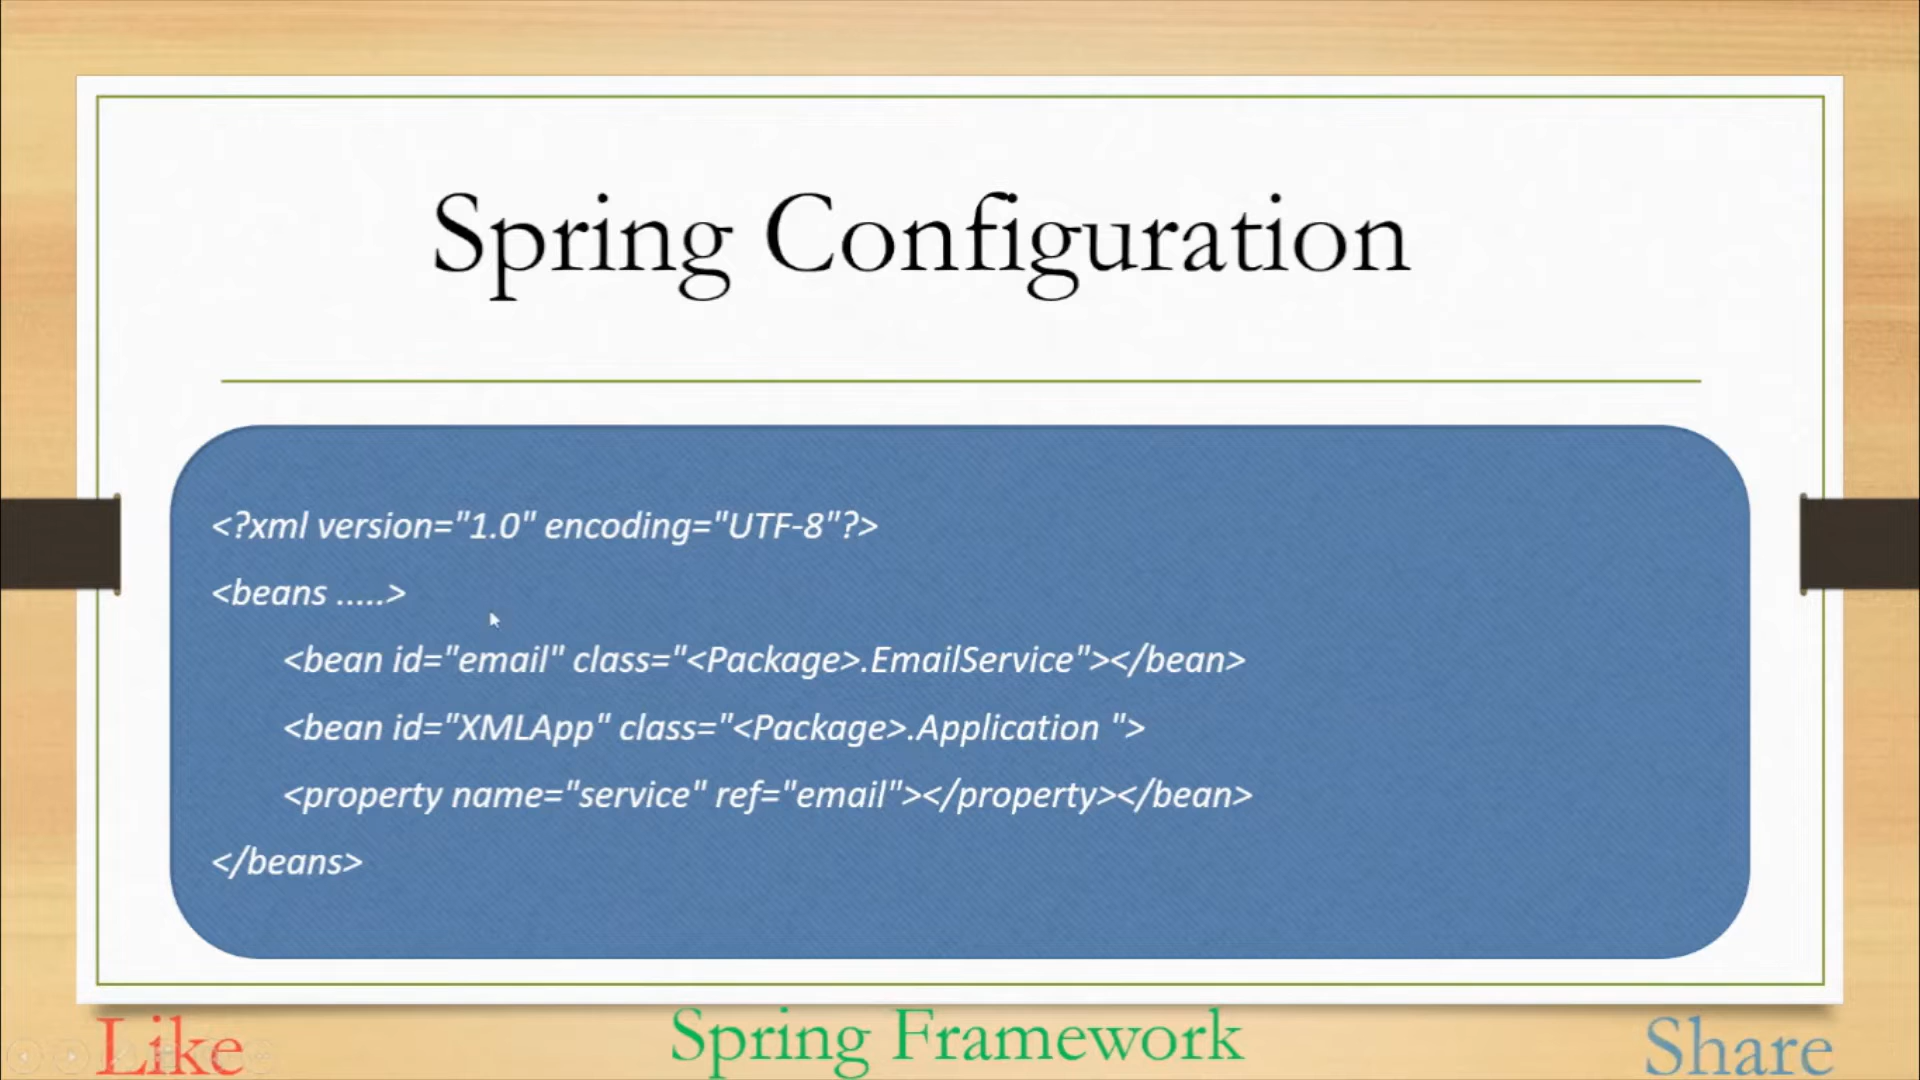 Spring Configuration
<?xml version="1.0" encoding="UTF-8"?>
<beans .....>
<bean id="email" class="<Package>.EmailService"></bean>
<bean id="XMLApp" class="<Package>.Application ">
<property name="service" ref="email"></property></bean>
</beans>
Like
Spring Framework
Share